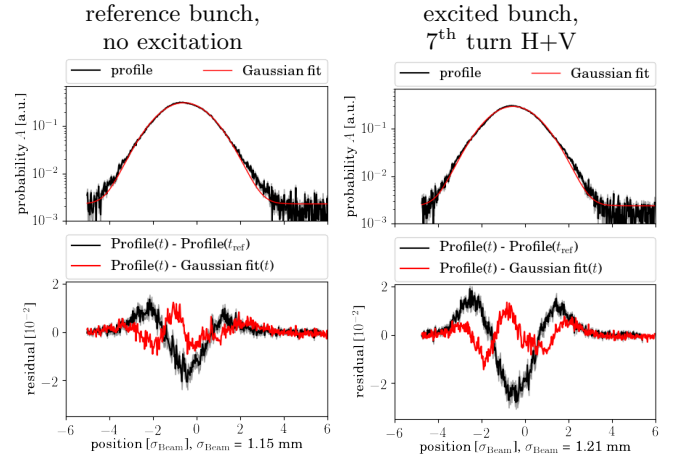 reference bunch,
no excitation
profile
Gaussian fit
probability A [a.u.]
10⁻¹
10⁻²
10⁻³
Profile(t) - Profile(t_ref)
Profile(t) - Gaussian fit(t)
residual [10⁻²]
0
−2
−6 −4 −2 0 2 4 6
position [σ_Beam], σ_Beam = 1.15 mm
excited bunch,
7ᵗʰ turn H+V
profile
Gaussian fit
probability A [a.u.]
10⁻¹
10⁻²
10⁻³
Profile(t) - Profile(t_ref)
Profile(t) - Gaussian fit(t)
residual [10⁻²]
0
−2
−6 −4 −2 0 2 4 6
position [σ_Beam], σ_Beam = 1.21 mm